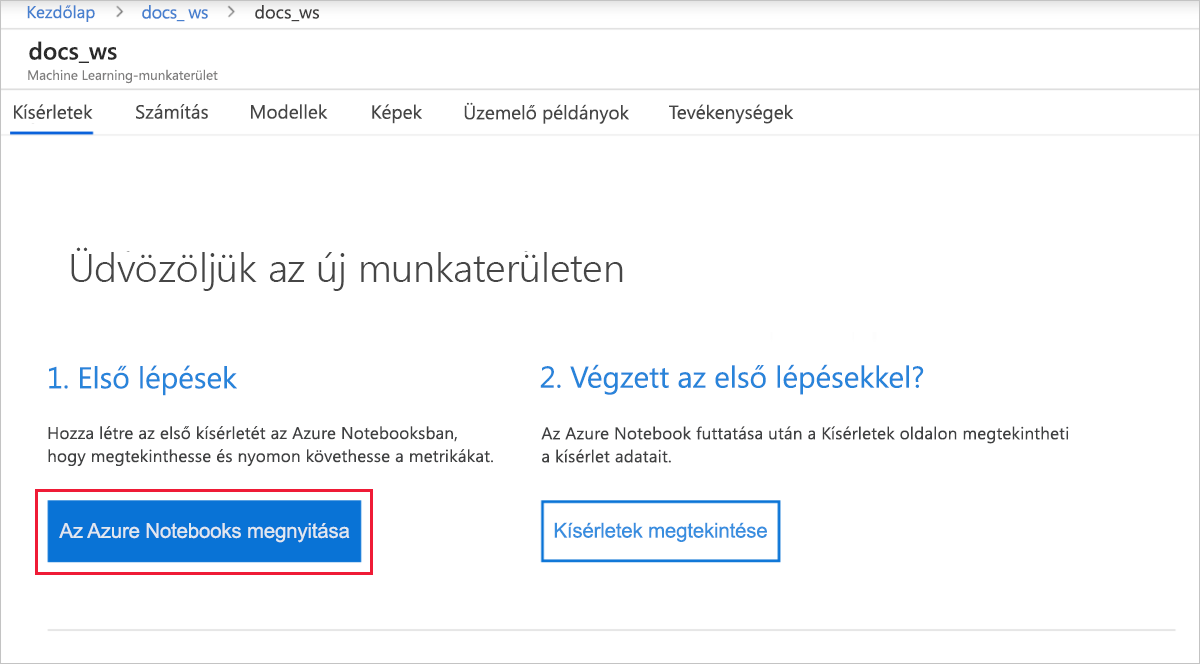 Kezdőlap > docs_ ws > docs_ws
docs_ws
Machine Learning-munkaterület
Kísérletek Számítás Modellek Képek Üzemelő példányok Tevékenységek
Üdvözöljük az új munkaterületen
1. Első lépések
Hozza létre az első kísérletét az Azure Notebooksban,
hogy megtekinthesse és nyomon követhesse a metrikákat.
Az Azure Notebooks megnyitása
2. Végzett az első lépésekkel?
Az Azure Notebook futtatása után a Kísérletek oldalon megtekintheti
a kísérlet adatait.
Kísérletek megtekintése